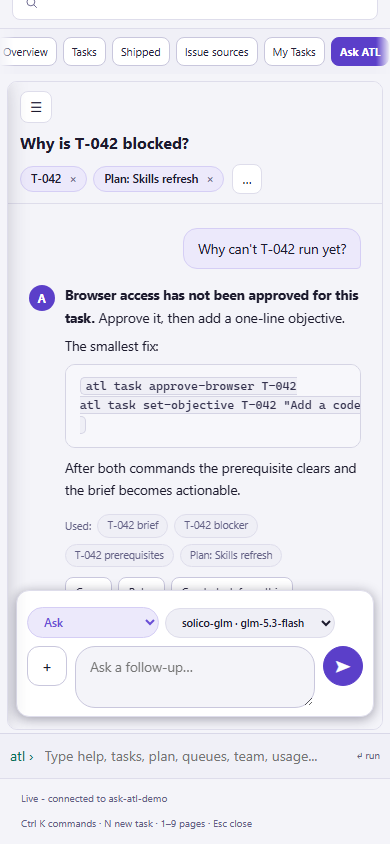 Overview Tasks Shipped Issue sources My Tasks Ask ATL
☰
Why is T-042 blocked?
T-042 × Plan: Skills refresh × ...
Why can't T-042 run yet?
A
Browser access has not been approved for this
task. Approve it, then add a one-line objective.
The smallest fix:
atl task approve-browser T-042
atl task set-objective T-042 "Add a code
After both commands the prerequisite clears and
the brief becomes actionable.
Used: T-042 brief T-042 blocker
T-042 prerequisites Plan: Skills refresh
Ask solico-glm · glm-5.3-flash
+ Ask a follow-up...
atl › Type help, tasks, plan, queues, team, usage... ↵ run
Live - connected to ask-atl-demo
Ctrl K commands · N new task · 1–9 pages · Esc close